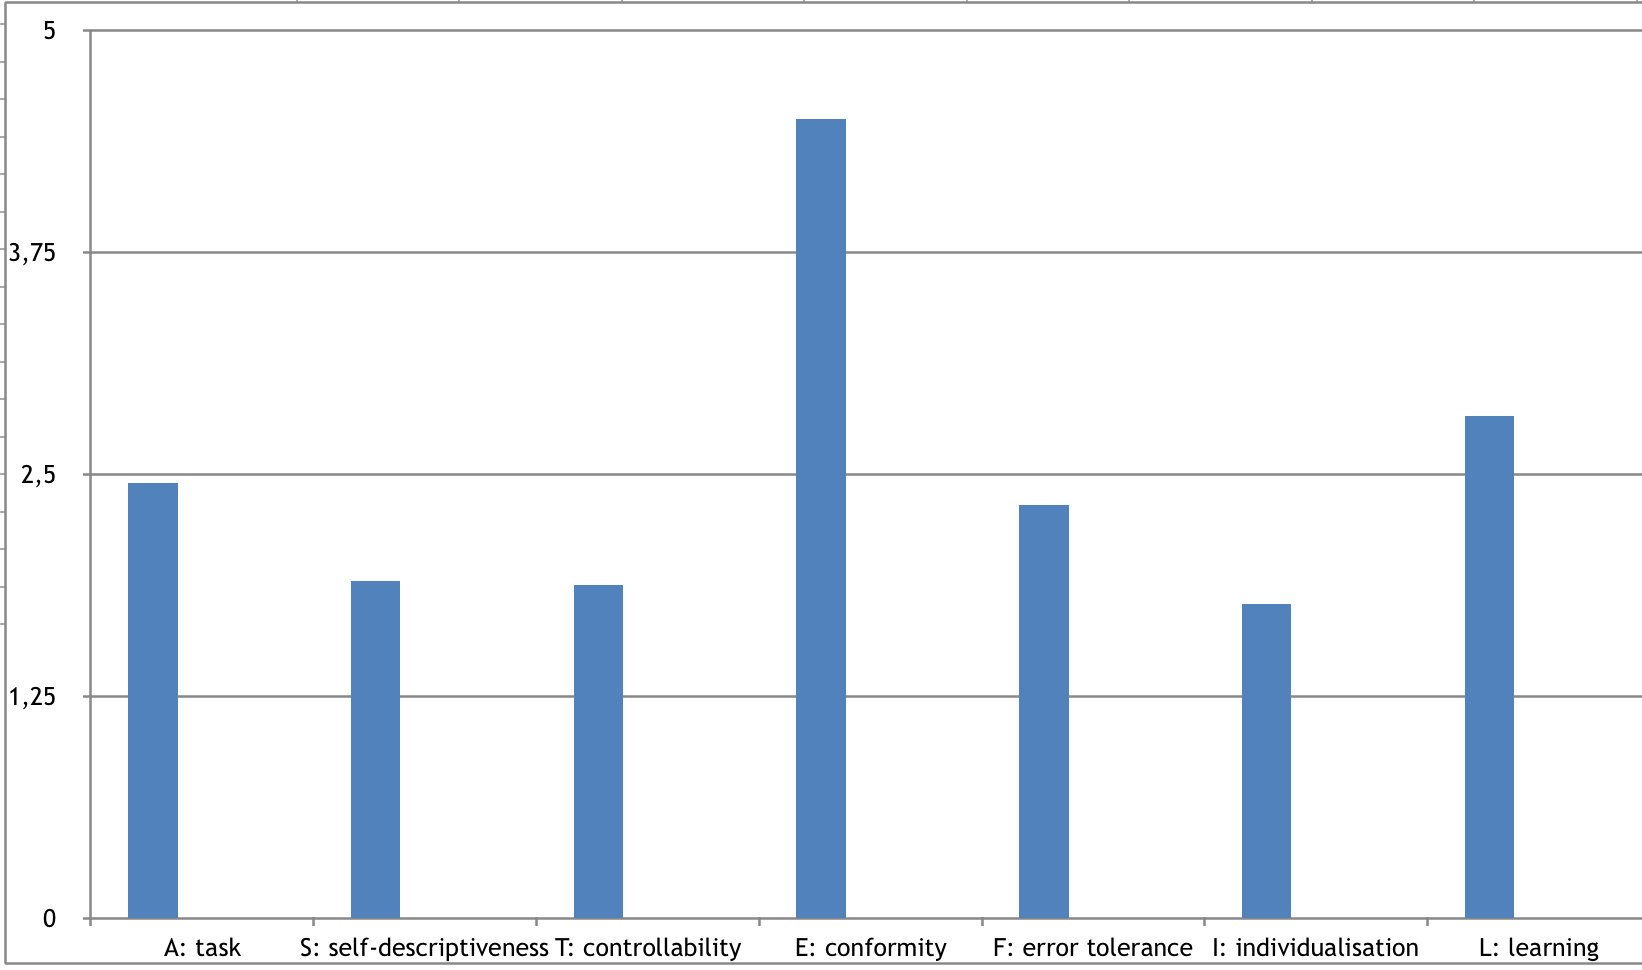 5
3,75
2,5
1,25
0
A: task
S: self-descriptiveness
T: controllability
E: conformity
F: error tolerance
I: individualisation
L: learning